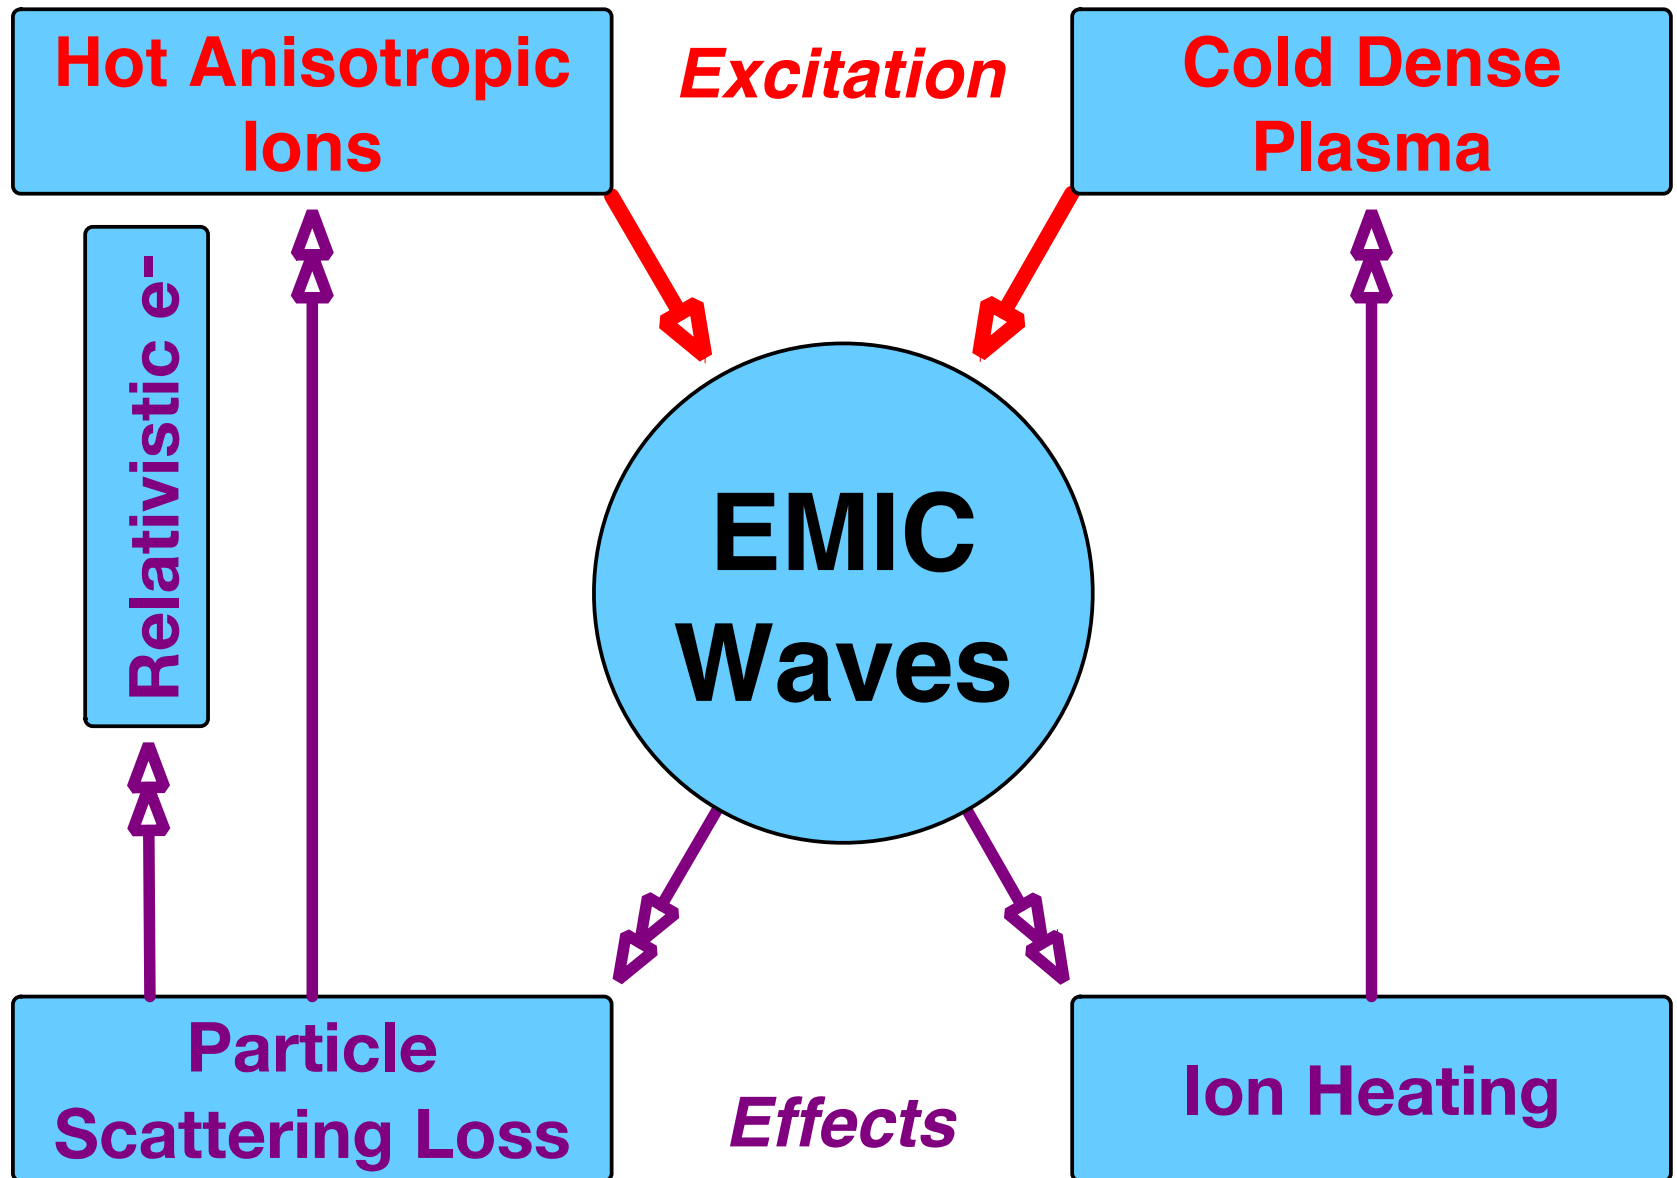 Hot Anisotropic
Ions
Excitation
Cold Dense
Plasma
Relativistic e-
EMIC
Waves
Particle
Scattering Loss
Effects
Ion Heating